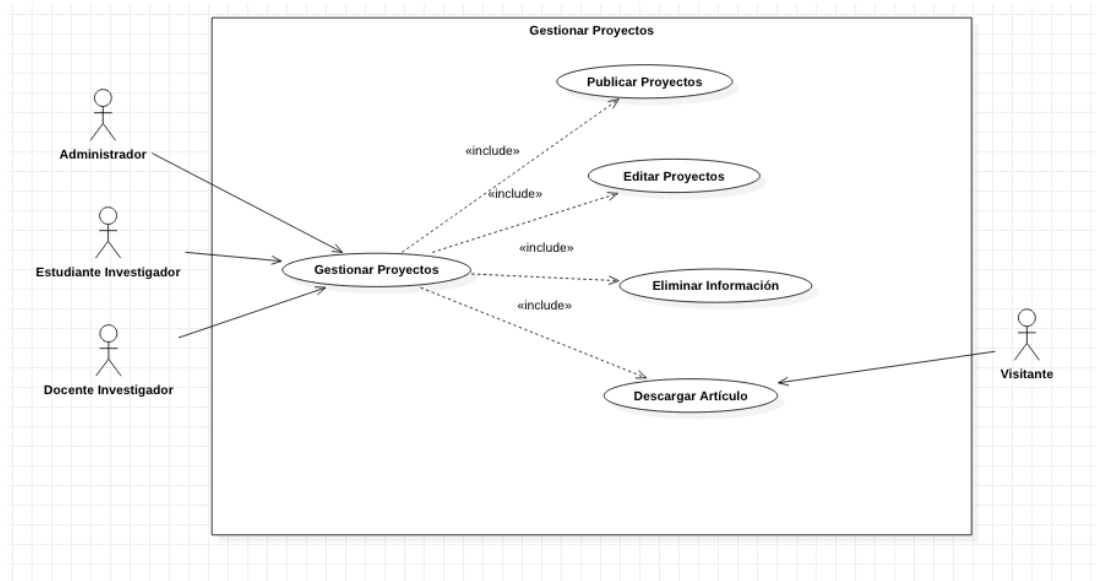 Gestionar Proyectos
Publicar Proyectos
Administrador
«include»
Editar Proyectos
«include»
Estudiante Investigador
«include»
Gestionar Proyectos
Eliminar Información
«include»
Docente Investigador
Visitante
Descargar Artículo